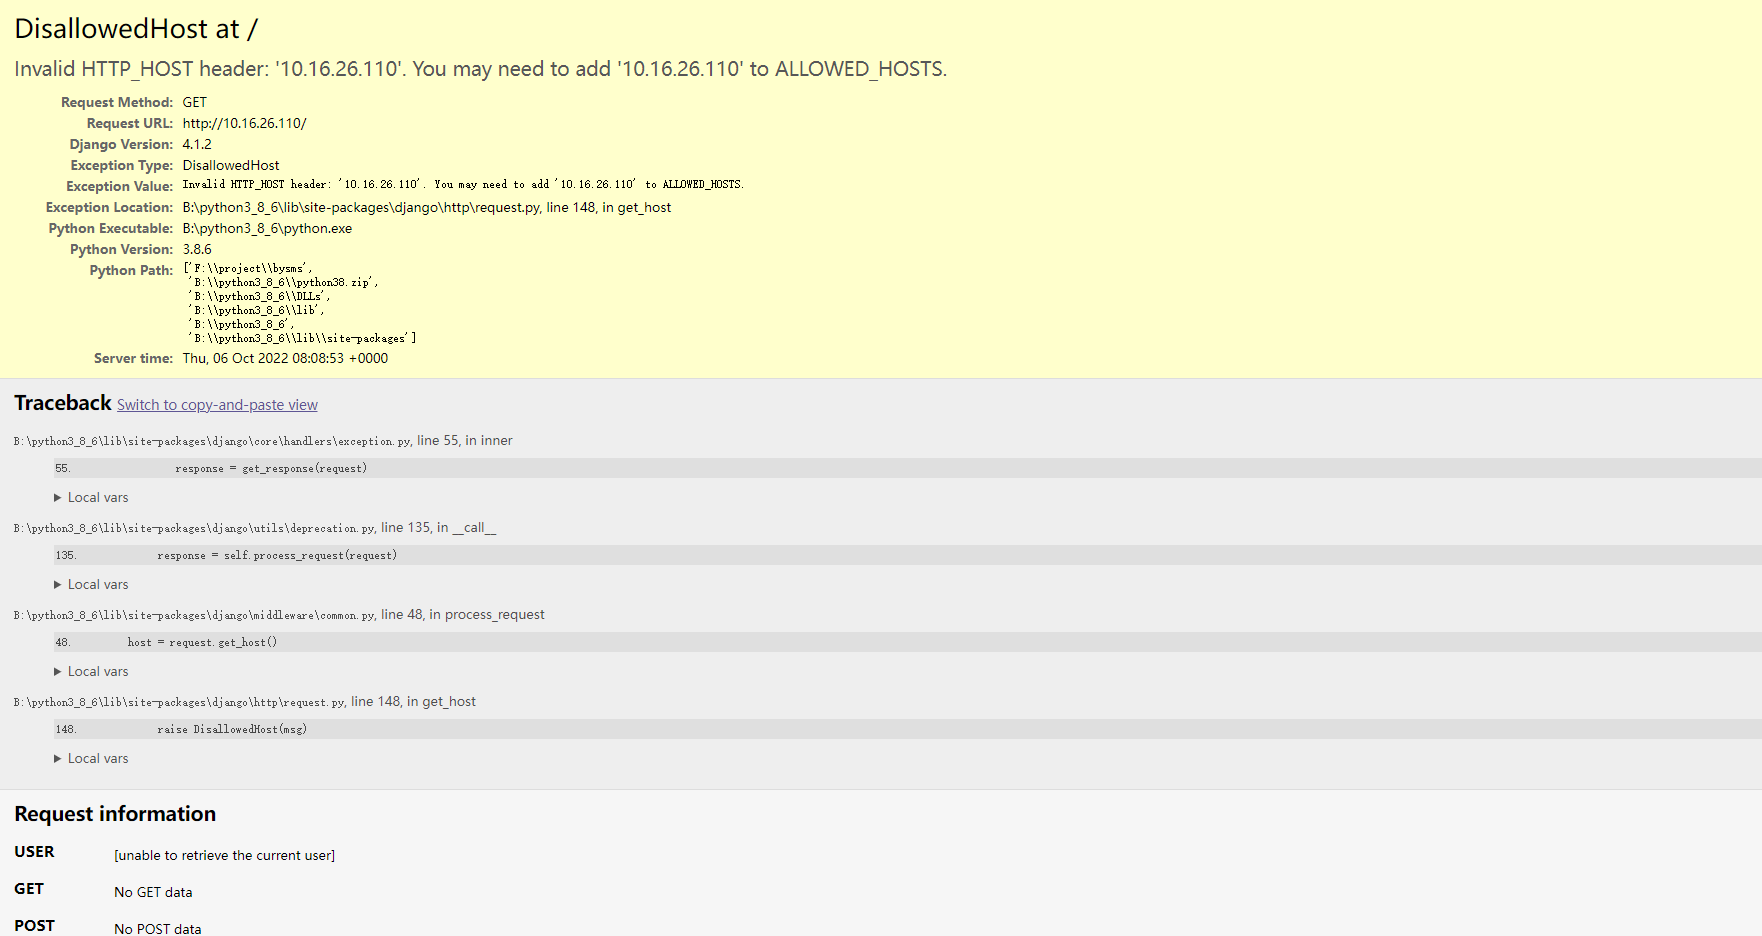 DisallowedHost at /
Invalid HTTP_HOST header: '10.16.26.110'. You may need to add '10.16.26.110' to ALLOWED_HOSTS.
Request Method: GET
Request URL: http://10.16.26.110/
Django Version: 4.1.2
Exception Type: DisallowedHost
Exception Value: Invalid HTTP_HOST header: '10.16.26.110'. You may need to add '10.16.26.110' to ALLOWED_HOSTS.
Exception Location: B:\python3_8_6\lib\site-packages\django\http\request.py, line 148, in get_host
Python Executable: B:\python3_8_6\python.exe
Python Version: 3.8.6
Python Path: ['F:\\project\\bysms',
'B:\\python3_8_6\\python38.zip',
'B:\\python3_8_6\\DLLs',
'B:\\python3_8_6\\lib',
'B:\\python3_8_6',
'B:\\python3_8_6\\lib\\site-packages']
Server time: Thu, 06 Oct 2022 08:08:53 +0000
Traceback Switch to copy-and-paste view
B:\python3_8_6\lib\site-packages\django\core\handlers\exception.py, line 55, in inner
55. response = get_response(request)
▶ Local vars
B:\python3_8_6\lib\site-packages\django\utils\deprecation.py, line 135, in __call__
135. response = self.process_request(request)
▶ Local vars
B:\python3_8_6\lib\site-packages\django\middleware\common.py, line 48, in process_request
48. host = request.get_host()
▶ Local vars
B:\python3_8_6\lib\site-packages\django\http\request.py, line 148, in get_host
148. raise DisallowedHost(msg)
▶ Local vars
Request information
USER [unable to retrieve the current user]
GET No GET data
POST No POST data